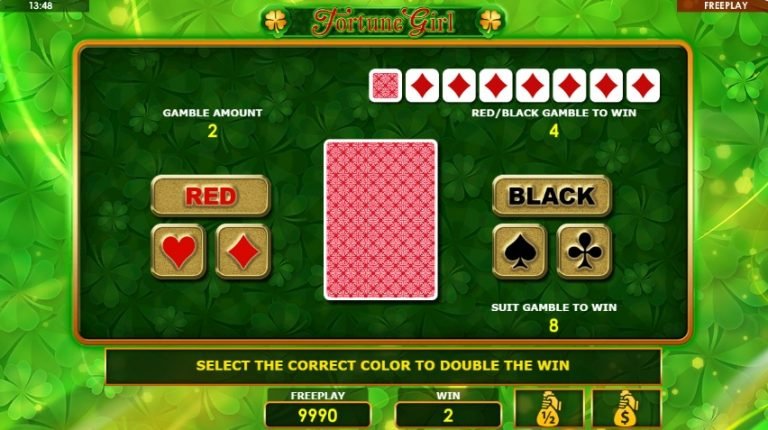 13:48
FREEPLAY
Fortune Girl
GAMBLE AMOUNT
2
RED/BLACK GAMBLE TO WIN
4
RED
BLACK
SUIT GAMBLE TO WIN
8
SELECT THE CORRECT COLOR TO DOUBLE THE WIN
FREEPLAY
9990
WIN
2
½
$